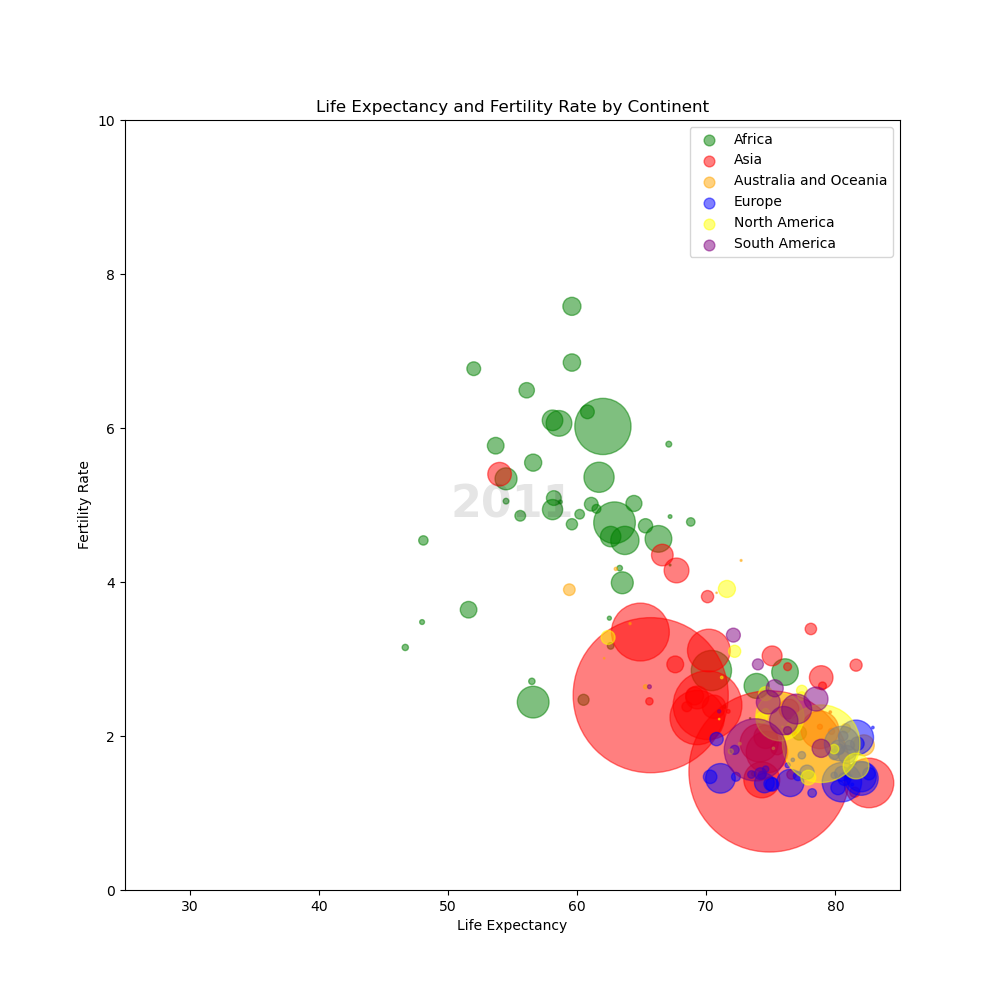 Life Expectancy and Fertility Rate by Continent
10
8
6
4
2
0
Fertility Rate
2011
Africa
Asia
Australia and Oceania
Europe
North America
South America
30 40 50 60 70 80
Life Expectancy